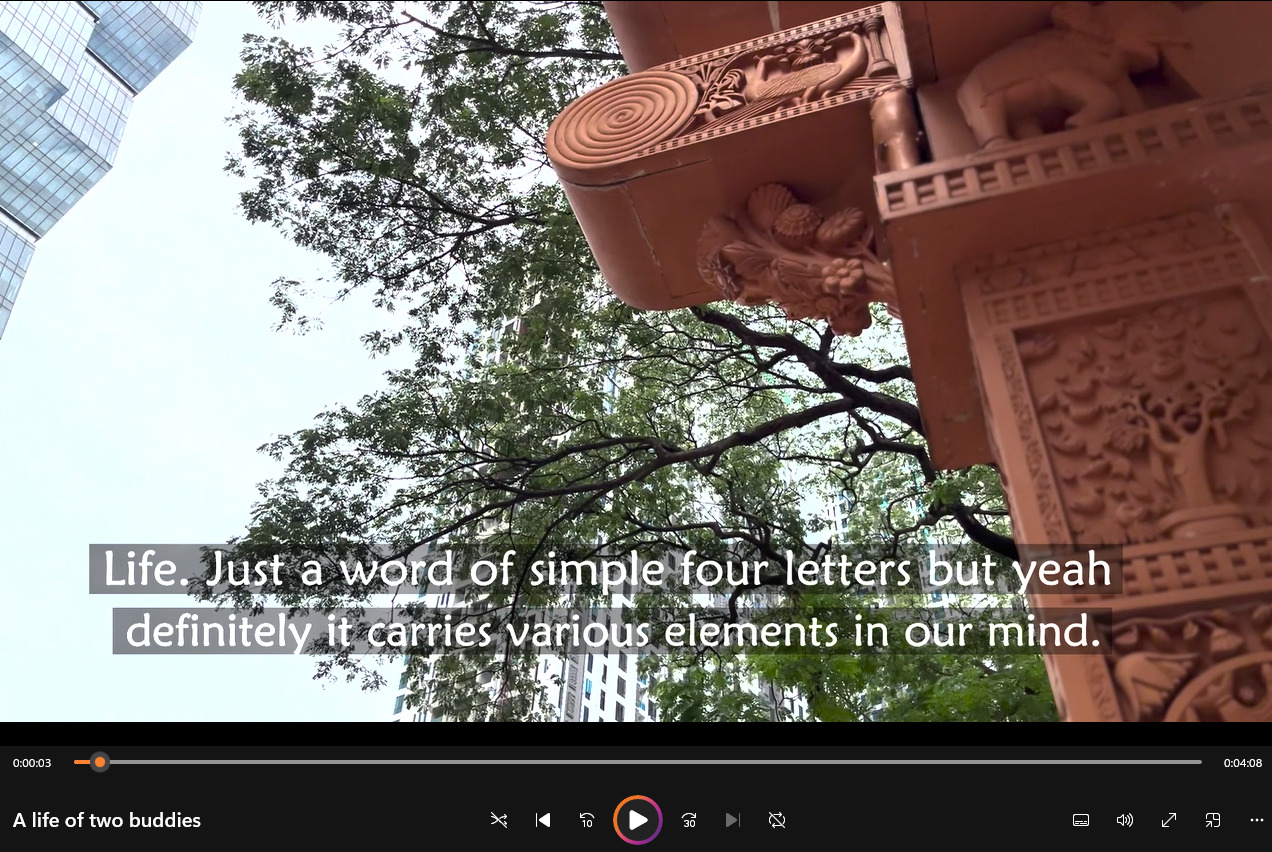 Life. Just a word of simple four letters but yeah
definitely it carries various elements in our mind.
0:00:03
0:04:08
A life of two buddies
10
30